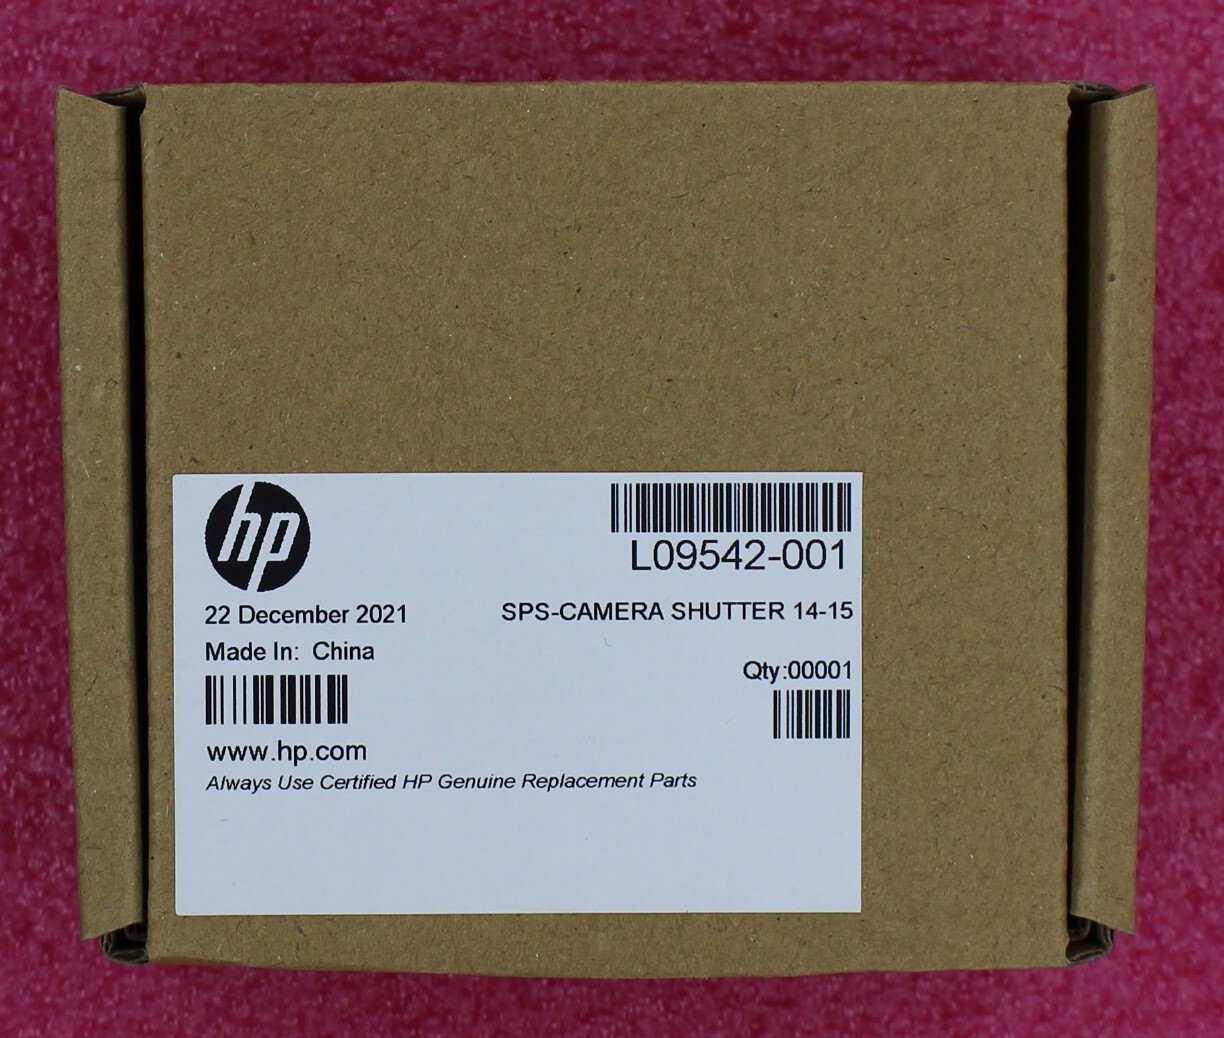 hp
L09542-001
22 December 2021
SPS-CAMERA SHUTTER 14-15
Made In: China
Qty:00001
www.hp.com
Always Use Certified HP Genuine Replacement Parts